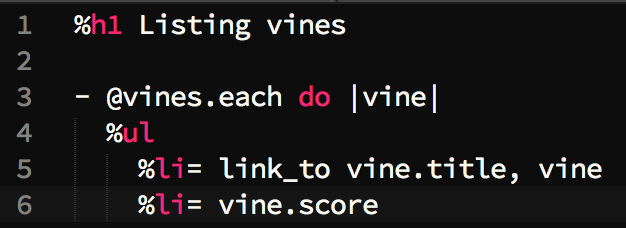 1 %h1 Listing vines
2
3 - @vines.each do |vine|
4   %ul
5     %li= link_to vine.title, vine
6     %li= vine.score